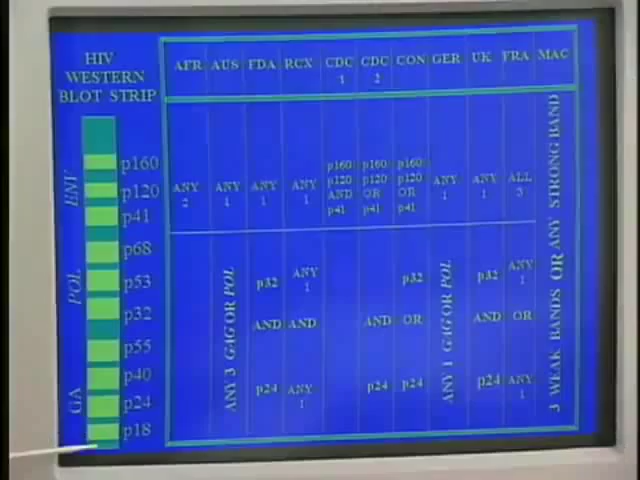 HIV
WESTERN
BLOT STRIP
AFR AUS FDA RCX CDC 1 CDC 2 CON GER UK FRA MAC
ENV
p160
p120
p41
POL
p68
p53
p32
GA
p55
p40
p24
p18
ANY 2
ANY 1
ANY 1
ANY 1
p160
p120
AND
p41
p160
p120
OR
p41
p160
p120
OR
p41
ANY 1
ANY 1
ALL 3
ANY 3 GAG OR POL
p32
AND
p24
ANY 1
AND
ANY 1
AND
p24
p32
OR
p24
ANY 1 GAG OR POL
p32
AND
p24
ANY 1
OR
ANY 1
3 WEAK BANDS OR ANY STRONG BAND